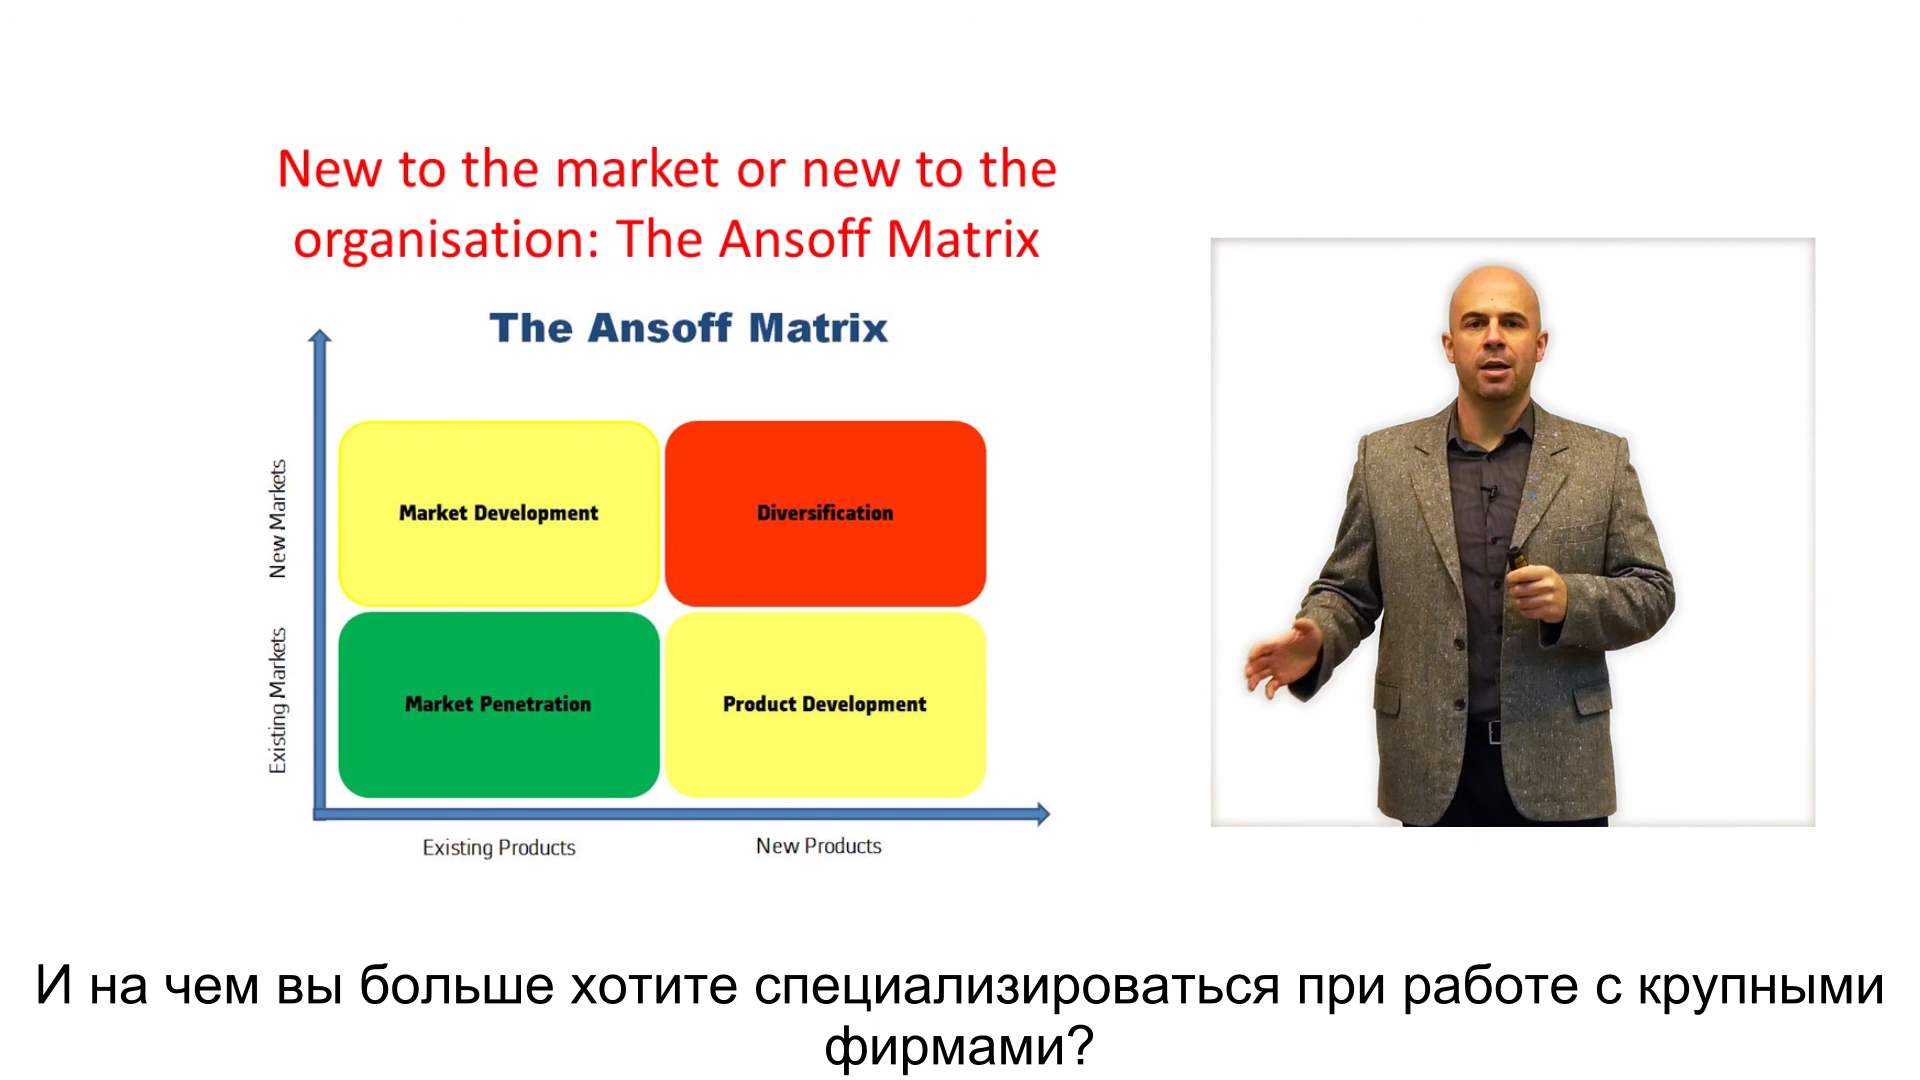 New to the market or new to the
organisation: The Ansoff Matrix
The Ansoff Matrix
New Markets
Market Development
Diversification
Existing Markets
Market Penetration
Product Development
Existing Products
New Products
И на чем вы больше хотите специализироваться при работе с крупными
фирмами?